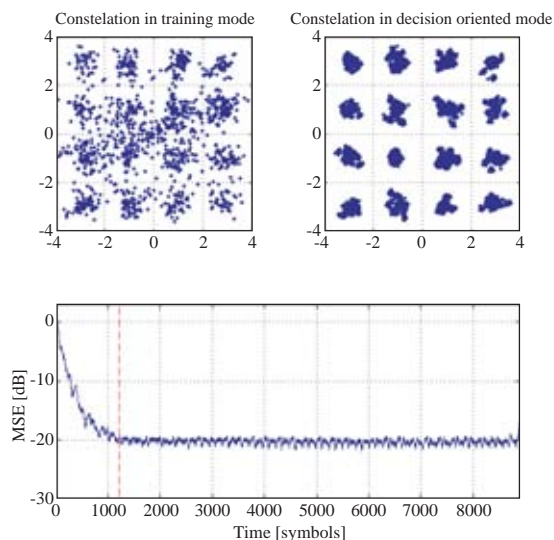 Constelation in training mode
Constelation in decision oriented mode
4
2
0
-2
-4
-4 -2 0 2 4
4
2
0
-2
-4
-4 -2 0 2 4
MSE [dB]
0
-10
-20
-30
0 1000 2000 3000 4000 5000 6000 7000 8000
Time [symbols]